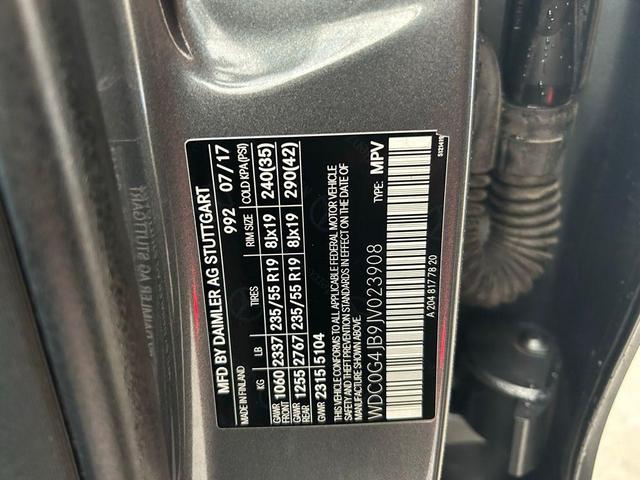 MFD BY DAIMLER AG STUTTGART
MADE IN FINLAND 992 07/17
KG LB TIRES RIM SIZE COLD KPA(PSI)
GAWR FRONT 1060 2337 235/55 R19 8Jx19 240(35)
GAWR REAR 1255 2767 235/55 R19 8Jx19 290(42)
GVWR 2315 5104
THIS VEHICLE CONFORMS TO ALL APPLICABLE FEDERAL MOTOR VEHICLE
SAFETY AND THEFT PREVENTION STANDARDS IN EFFECT ON THE DATE OF
MANUFACTURE SHOWN ABOVE.
WDC0G4JB9JV023908 TYPE: MPV
A 204 817 78 20